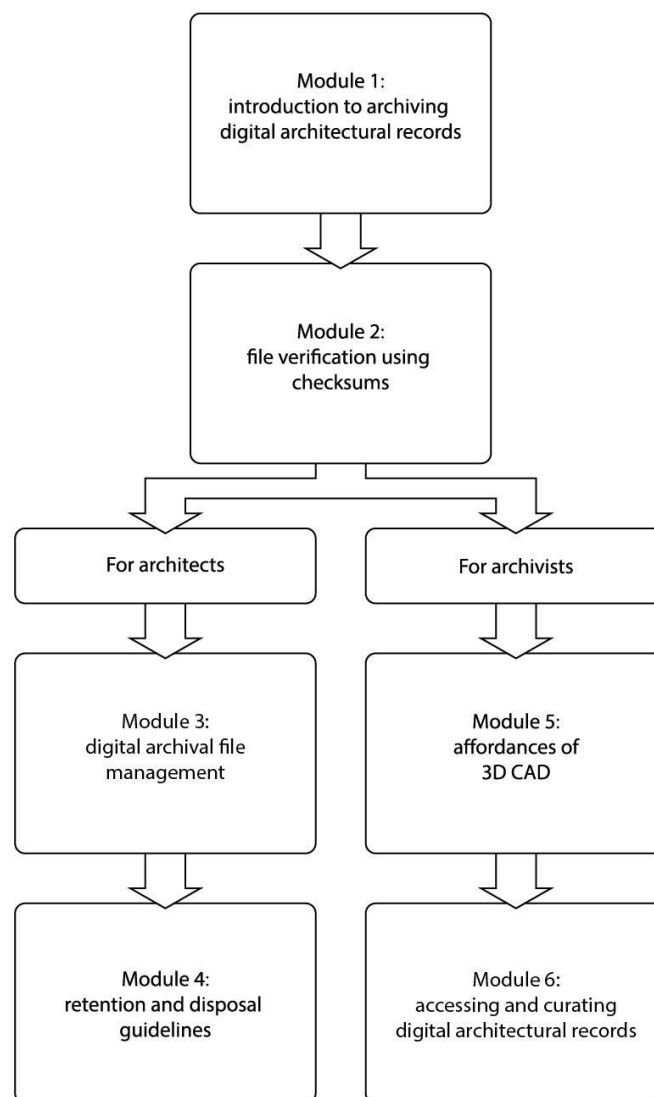 Module 1:
introduction to archiving
digital architectural records
Module 2:
file verification using
checksums
For architects
For archivists
Module 3:
digital archival file
management
Module 5:
affordances of
3D CAD
Module 4:
retention and disposal
guidelines
Module 6:
accessing and curating
digital architectural records